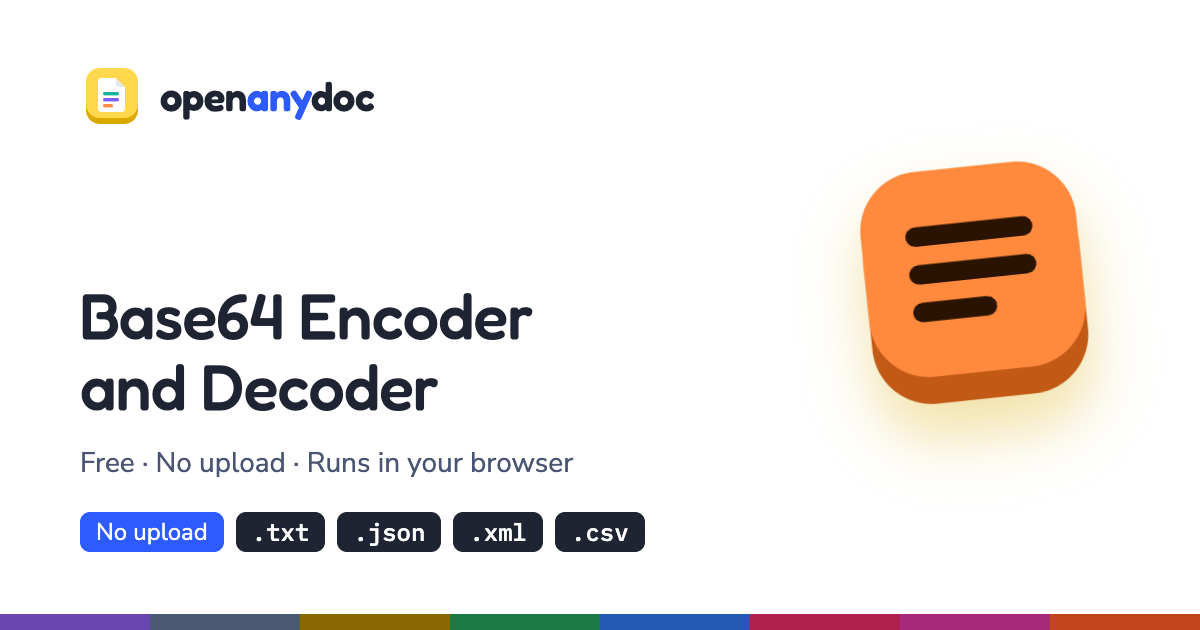 openanydoc
Base64 Encoder
and Decoder
Free · No upload · Runs in your browser
No upload .txt .json .xml .csv